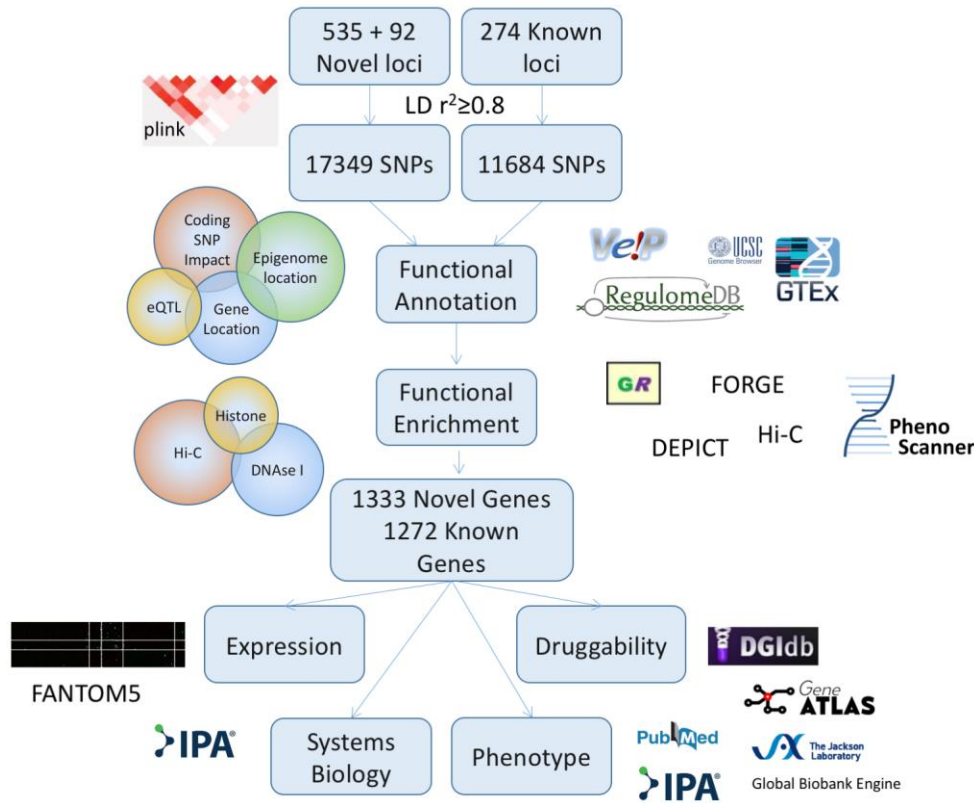 535 + 92
Novel loci
274 Known
loci
LD r²≥0.8
plink
17349 SNPs
11684 SNPs
Coding
SNP
Impact
Epigenome
location
eQTL
Gene
Location
Functional
Annotation
Ve!P
UCSC
Genome Browser
GTEx
RegulomeDB
Functional
Enrichment
GR
FORGE
DEPICT
Hi-C
Pheno
Scanner
Histone
Hi-C
DNAse I
1333 Novel Genes
1272 Known
Genes
Expression
Druggability
DGIdb
FANTOM5
Gene
ATLAS
IPA®
Systems
Biology
Phenotype
PubMed
JAX
The Jackson
Laboratory
IPA®
Global Biobank Engine